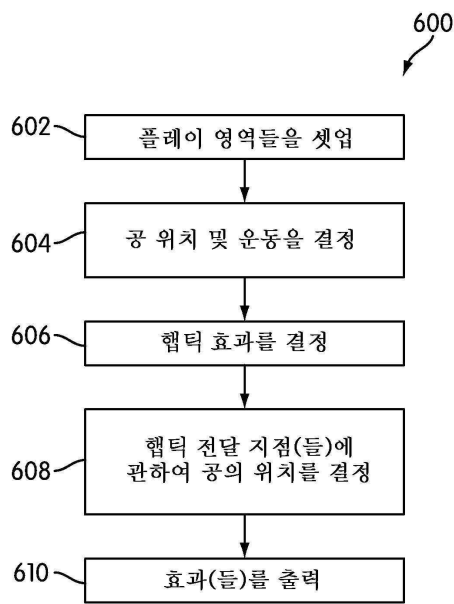 600
602
플레이 영역들을 셋업
604
공 위치 및 운동을 결정
606
햅틱 효과를 결정
608
햅틱 전달 지점(들)에
관하여 공의 위치를 결정
610
효과(들)를 출력